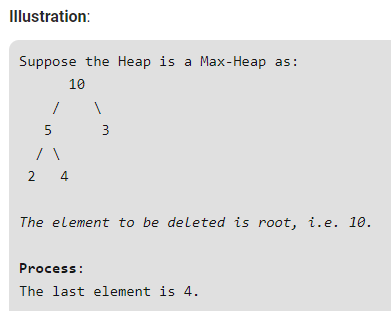 Illustration:
Suppose the Heap is a Max-Heap as:
10
/ \
5 3
/ \
2 4
The element to be deleted is root, i.e. 10.
Process:
The last element is 4.